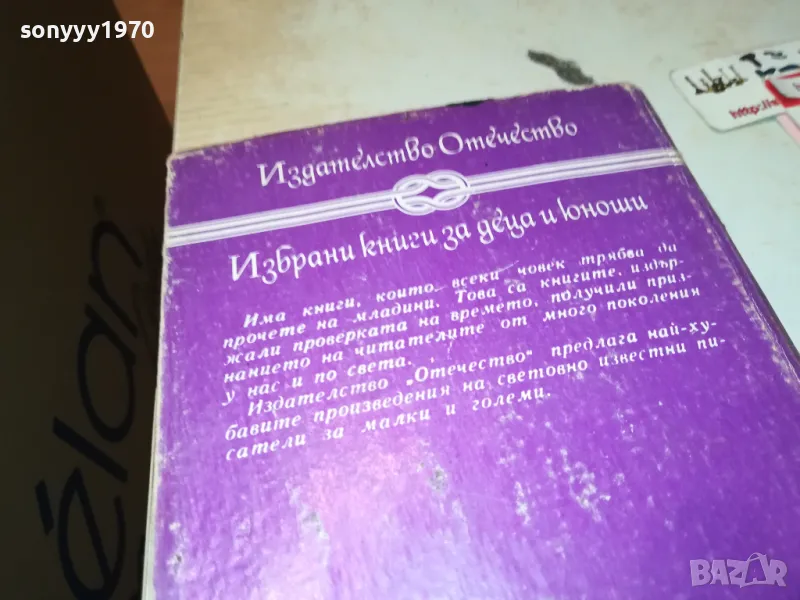 sonyyy1970
Издателство Отечество
Избрани книги за деца и юноши
Има книги, които всеки човек трябва да
прочете на младини. Това са книгите, издър-
жали проверката на времето, получили приз-
нанието на читателите от много поколения
у нас и по света.
Издателство „Отечество" предлага най-ху-
бавите произведения на световно известни пи-
сатели за малки и големи.
élan
BAZAR